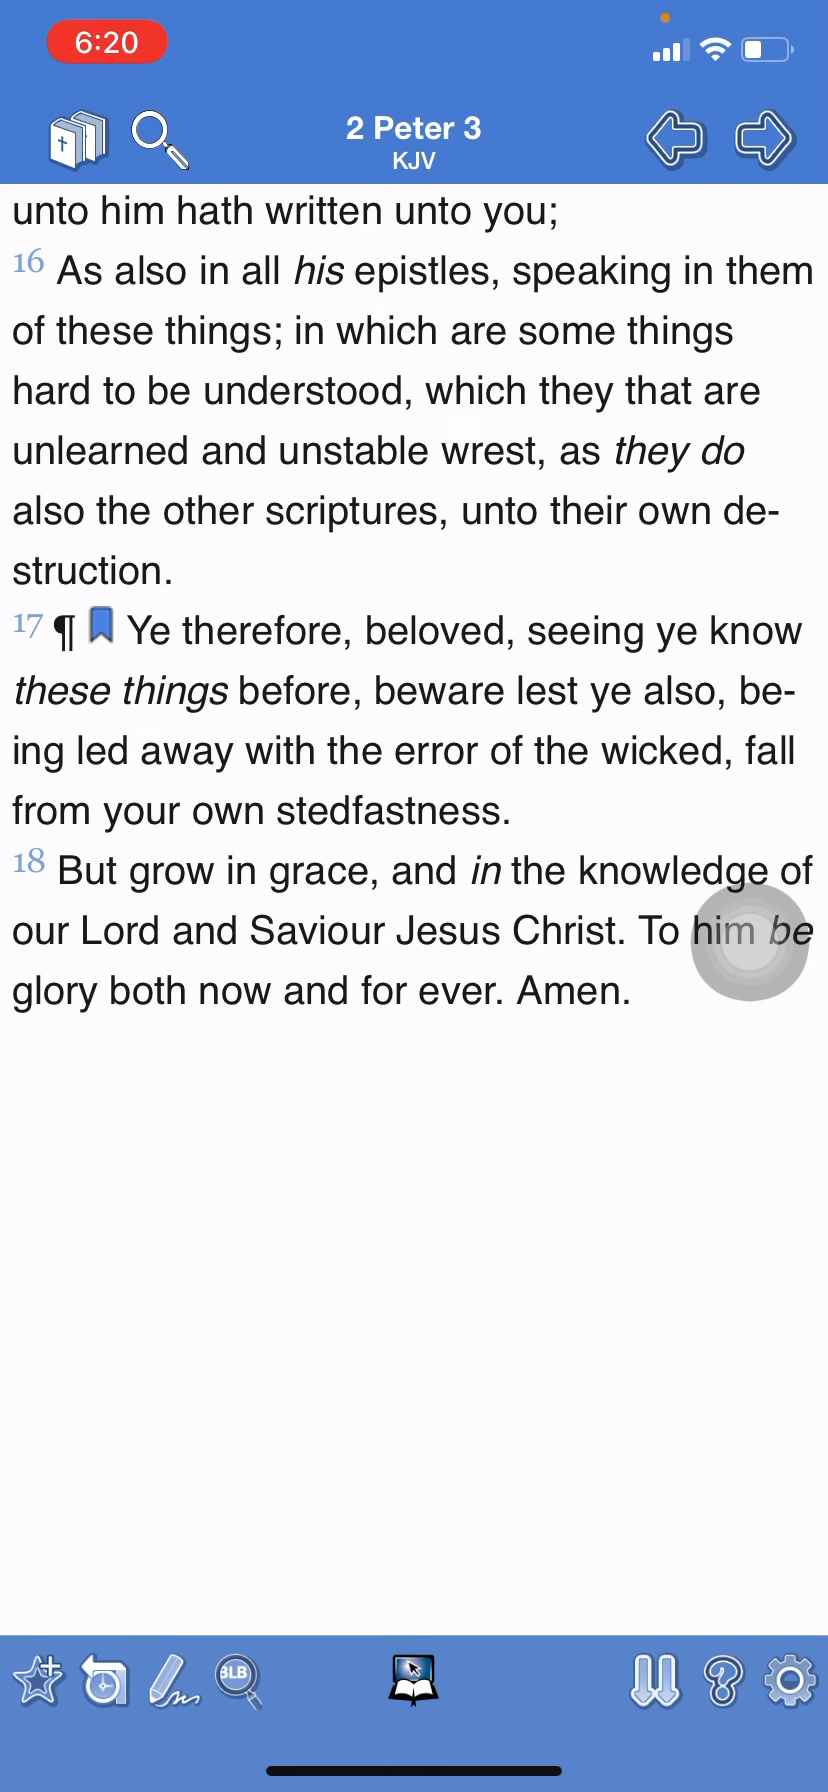 6:20
2 Peter 3
KJV
unto him hath written unto you;
16 As also in all his epistles, speaking in them
of these things; in which are some things
hard to be understood, which they that are
unlearned and unstable wrest, as they do
also the other scriptures, unto their own de-
struction.
17 ¶ Ye therefore, beloved, seeing ye know
these things before, beware lest ye also, be-
ing led away with the error of the wicked, fall
from your own stedfastness.
18 But grow in grace, and in the knowledge of
our Lord and Saviour Jesus Christ. To him be
glory both now and for ever. Amen.
BLB